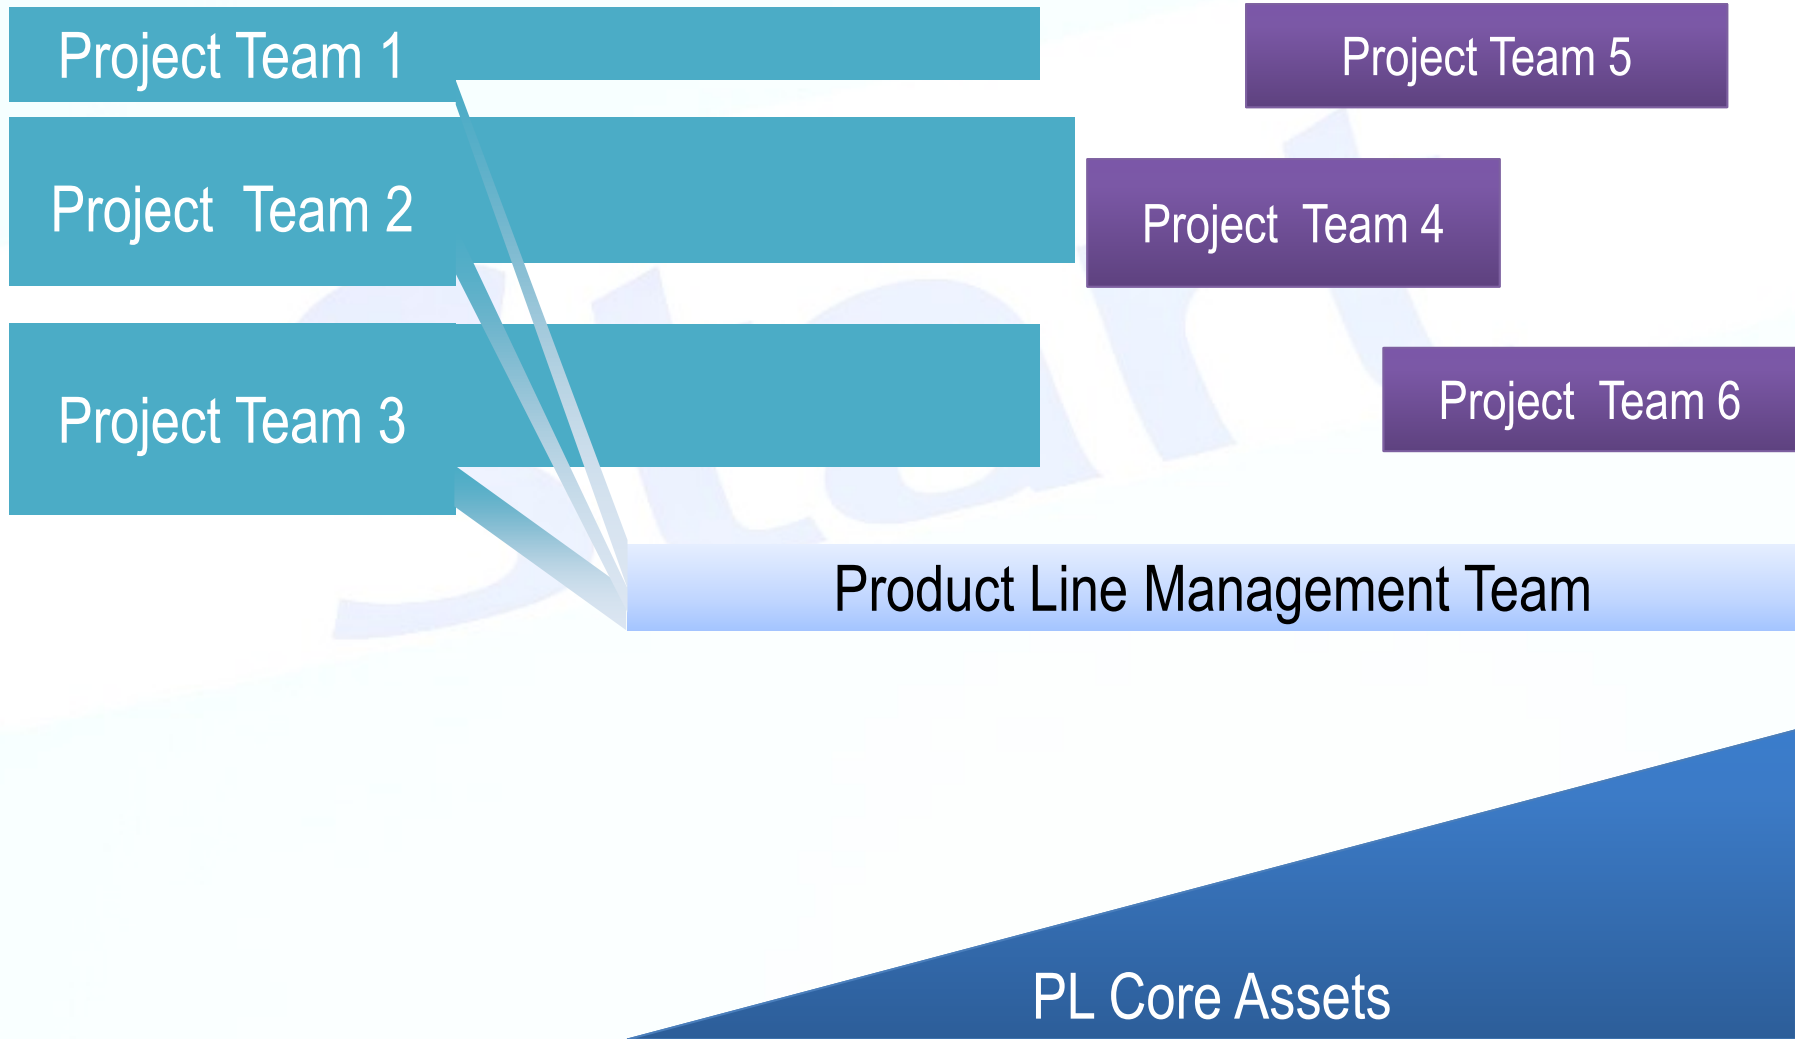 Project Team 1
Project Team 5
Project Team 2
Project Team 4
Project Team 3
Project Team 6
Product Line Management Team
PL Core Assets
Start